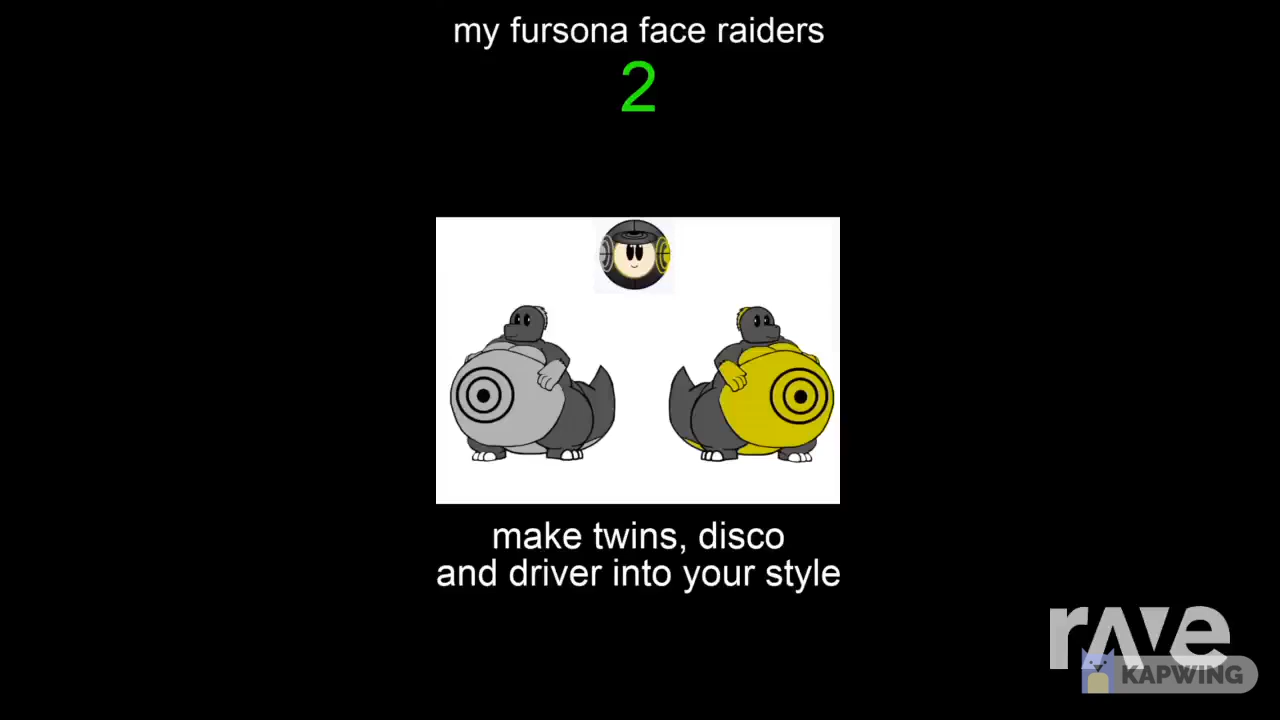 my fursona face raiders
2
make twins, disco
and driver into your style
rave
KAPWING